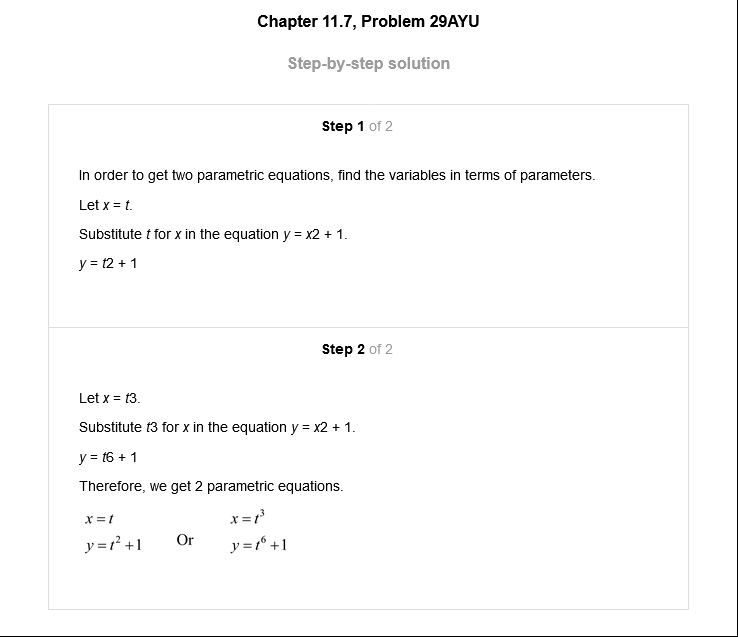 Chapter 11.7, Problem 29AYU
Step-by-step solution
Step 1 of 2
In order to get two parametric equations, find the variables in terms of parameters.
Let x = t.
Substitute t for x in the equation y = x2 + 1.
y = t2 + 1
Step 2 of 2
Let x = t3.
Substitute t3 for x in the equation y = x2 + 1.
y = t6 + 1
Therefore, we get 2 parametric equations.
x = t x = t³
y = t² +1 Or y = t⁶ +1